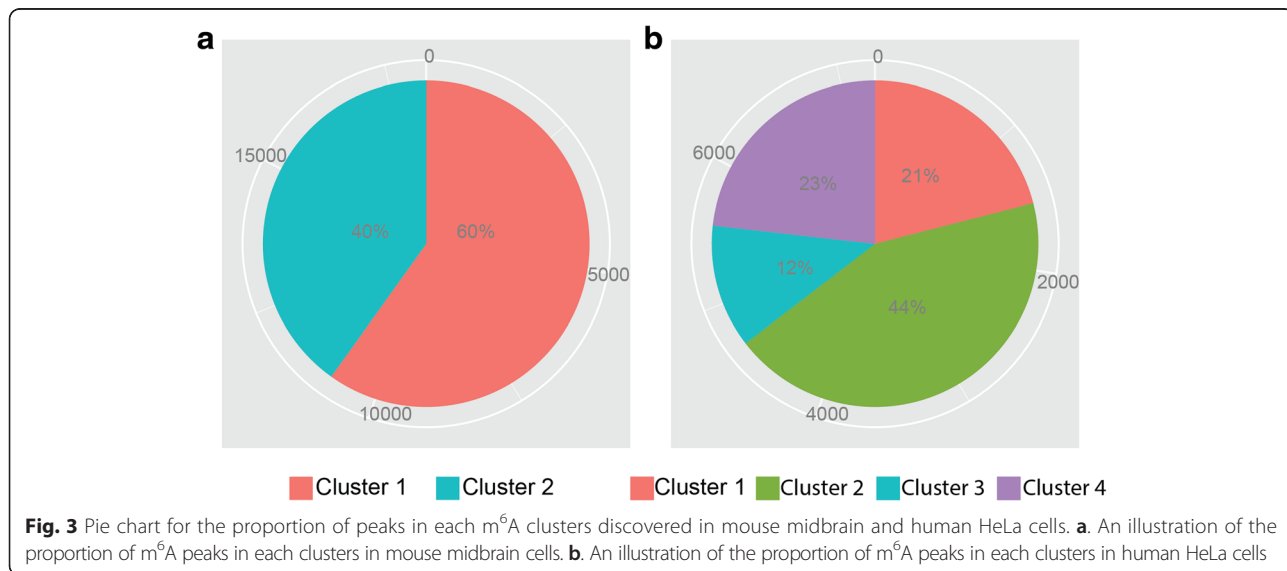 a
b
0
15000
5000
10000
40%
60%
0
6000
2000
4000
21%
23%
12%
44%
Cluster 1 Cluster 2
Cluster 1 Cluster 2 Cluster 3 Cluster 4
Fig. 3 Pie chart for the proportion of peaks in each m⁶A clusters discovered in mouse midbrain and human HeLa cells. a. An illustration of the
proportion of m⁶A peaks in each clusters in mouse midbrain cells. b. An illustration of the proportion of m⁶A peaks in each clusters in human HeLa cells